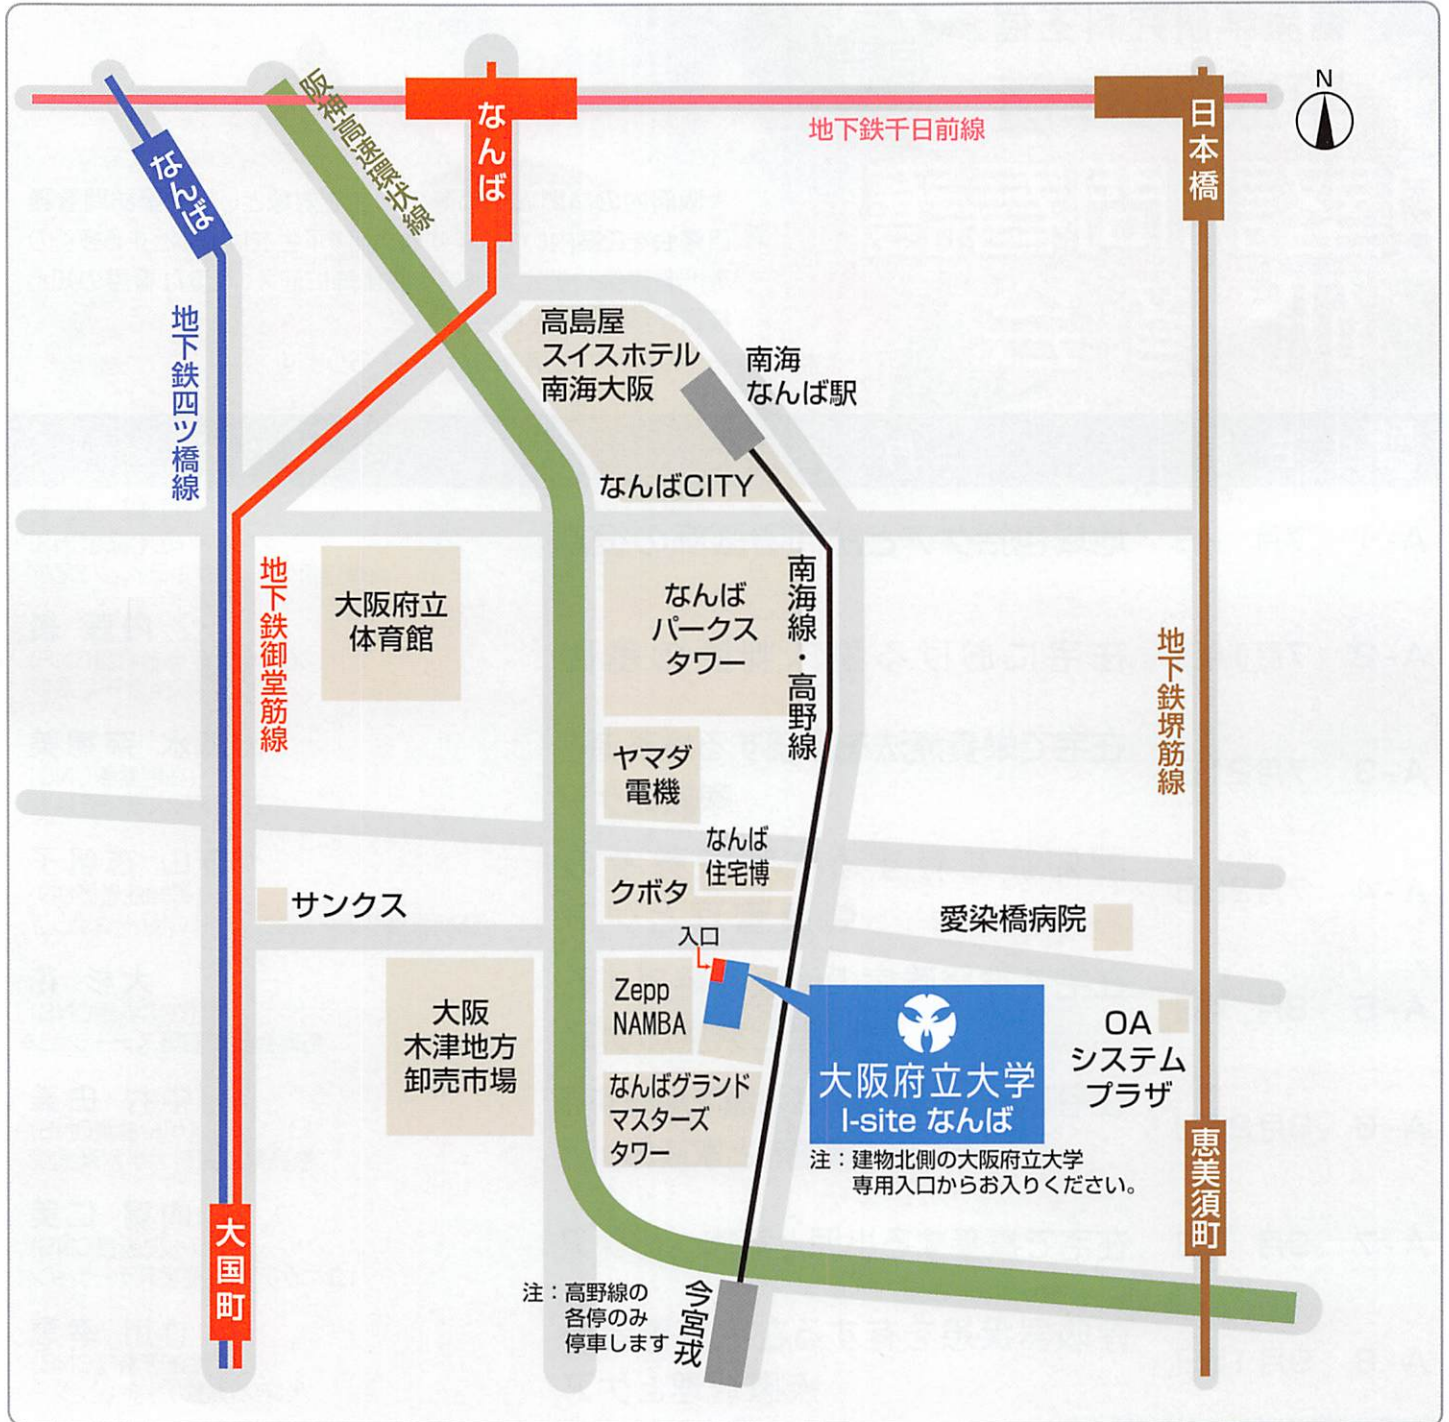 N
なんば
阪神高速環状線
なんば
地下鉄千日前線
日本橋
地下鉄四ツ橋線
高島屋
スイスホテル
南海大阪
南海
なんば駅
なんばCITY
地下鉄御堂筋線
大阪府立
体育館
なんば
パークス
タワー
南海線・高野線
地下鉄堺筋線
ヤマダ
電機
なんば
住宅博
クボタ
サンクス
愛染橋病院
入口
Zepp
NAMBA
大阪
木津地方
卸売市場
大阪府立大学
I-site なんば
OA
システム
プラザ
なんばグランド
マスターズ
タワー
注：建物北側の大阪府立大学
専用入口からお入りください。
恵美須町
大国町
注：高野線の
各停のみ
停車します
今宮戎